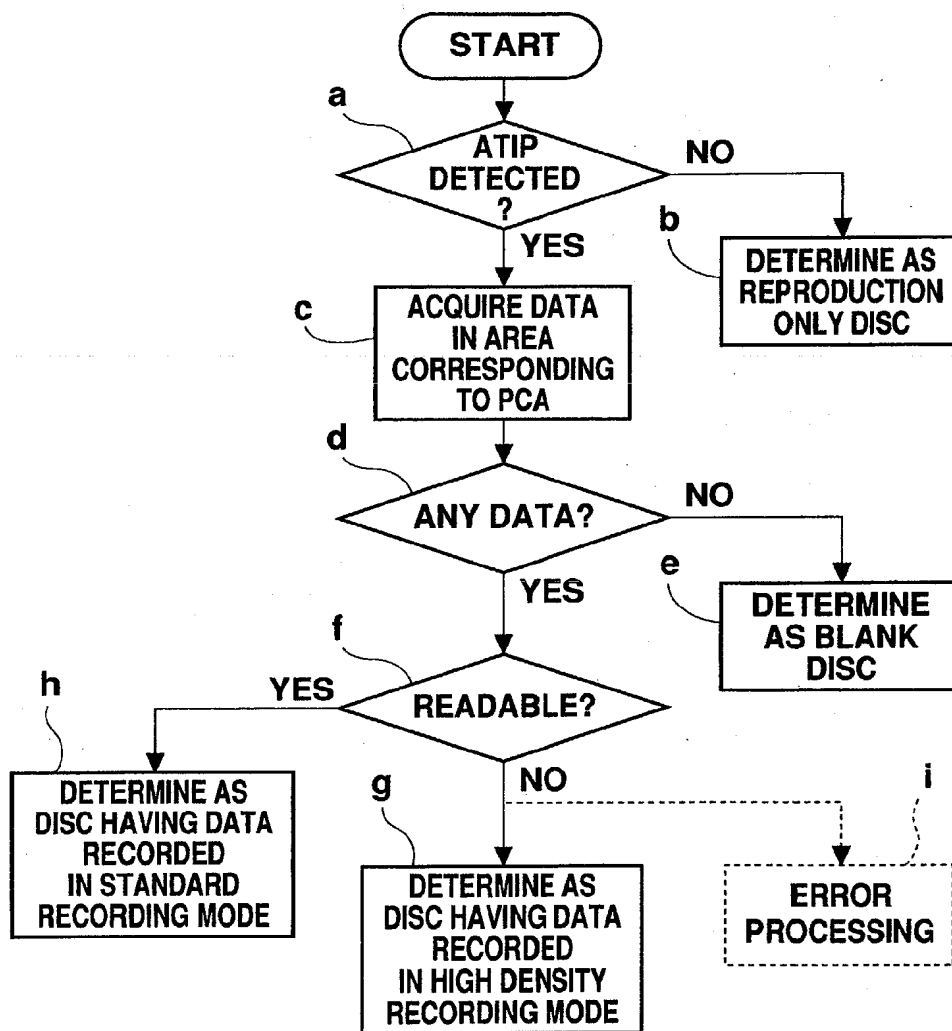 START
a
ATIP
DETECTED
?
NO
YES
b
DETERMINE AS
REPRODUCTION
ONLY DISC
c
ACQUIRE DATA
IN AREA
CORRESPONDING
TO PCA
d
ANY DATA?
NO
YES
e
DETERMINE
AS BLANK
DISC
f
READABLE?
YES
NO
h
DETERMINE AS
DISC HAVING DATA
RECORDED
IN STANDARD
RECORDING MODE
g
DETERMINE AS
DISC HAVING DATA
RECORDED
IN HIGH DENSITY
RECORDING MODE
i
ERROR
PROCESSING